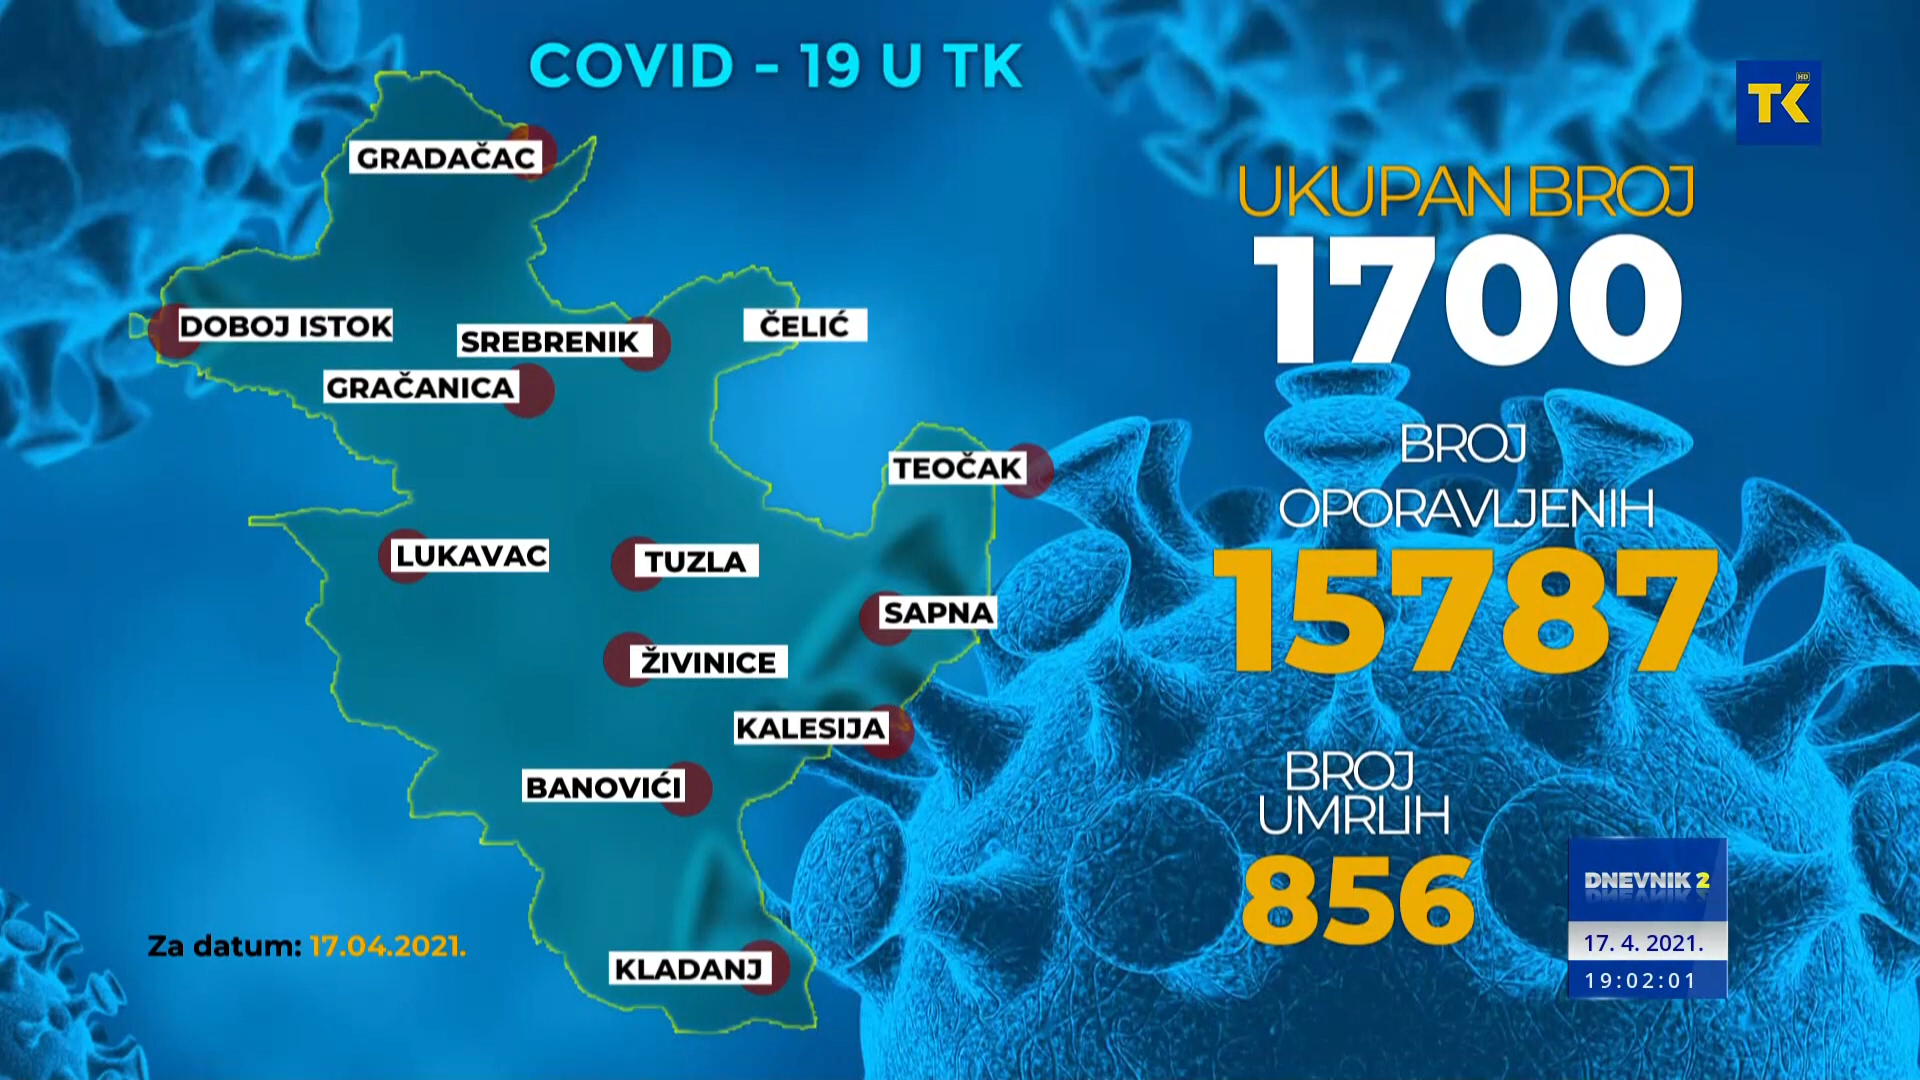 COVID - 19 U TK
TK HD
GRADAČAC
DOBOJ ISTOK
SREBRENIK
ČELIĆ
GRAČANICA
TEOČAK
LUKAVAC
TUZLA
SAPNA
ŽIVINICE
KALESIJA
BANOVIĆI
KLADANJ
Za datum: 17.04.2021.
UKUPAN BROJ
1700
BROJ
OPORAVLJENIH
15787
BROJ
UMRLIH
856
DNEVNIK 2
17. 4. 2021.
19:02:01